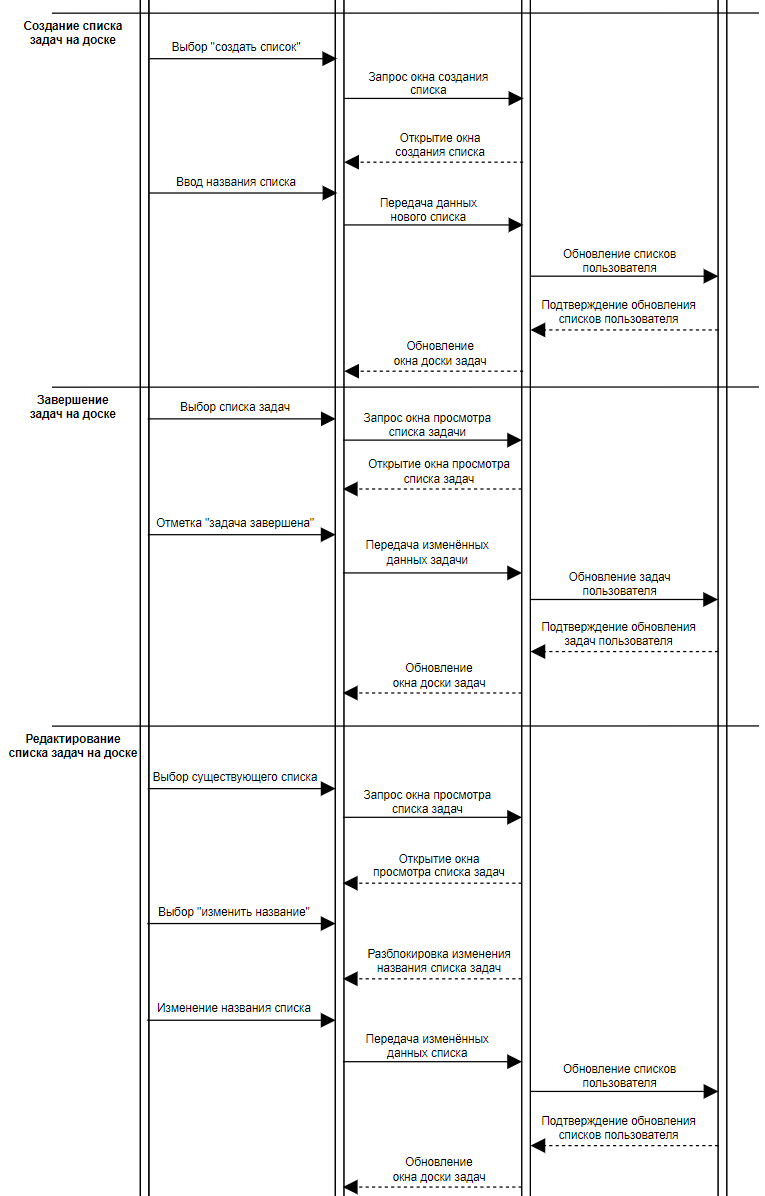 Создание списка
задач на доске
Выбор "создать список"
Запрос окна создания
списка
Открытие окна
создания списка
Ввод названия списка
Передача данных
нового списка
Обновление списков
пользователя
Подтверждение обновления
списков пользователя
Обновление
окна доски задач
Завершение
задач на доске
Выбор списка задач
Запрос окна просмотра
списка задачи
Открытие окна просмотра
списка задач
Отметка "задача завершена"
Передача изменённых
данных задачи
Обновление задач
пользователя
Подтверждение обновления
задач пользователя
Обновление
окна доски задач
Редактирование
списка задач на доске
Выбор существующего списка
Запрос окна просмотра
списка задач
Открытие окна
просмотра списка задач
Выбор "изменить название"
Разблокировка изменения
названия списка задач
Изменение названия списка
Передача изменённых
данных списка
Обновление списков
пользователя
Подтверждение обновления
списков пользователя
Обновление
окна доски задач